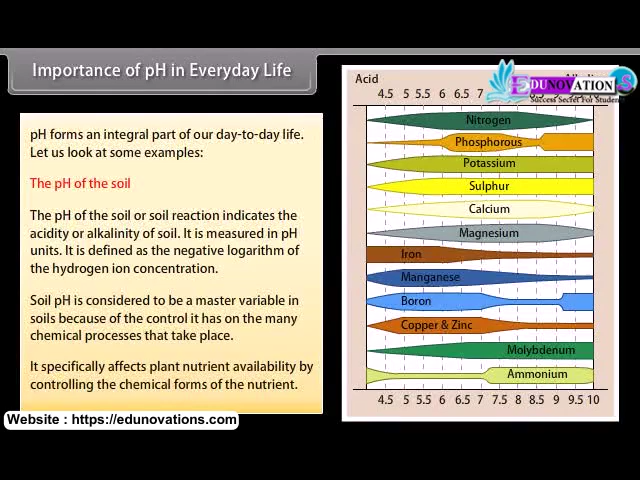 Importance of pH in Everyday Life
pH forms an integral part of our day-to-day life.
Let us look at some examples:
The pH of the soil
The pH of the soil or soil reaction indicates the
acidity or alkalinity of soil. It is measured in pH
units. It is defined as the negative logarithm of
the hydrogen ion concentration.
Soil pH is considered to be a master variable in
soils because of the control it has on the many
chemical processes that take place.
It specifically affects plant nutrient availability by
controlling the chemical forms of the nutrient.
Website : https://edunovations.com
EDUNOVATIONS
Success Secret For Students
Acid
4.5 5 5.5 6 6.5 7
Nitrogen
Phosphorous
Potassium
Sulphur
Calcium
Magnesium
Iron
Manganese
Boron
Copper & Zinc
Molybdenum
Ammonium
4.5 5 5.5 6 6.5 7 7.5 8 8.5 9 9.5 10